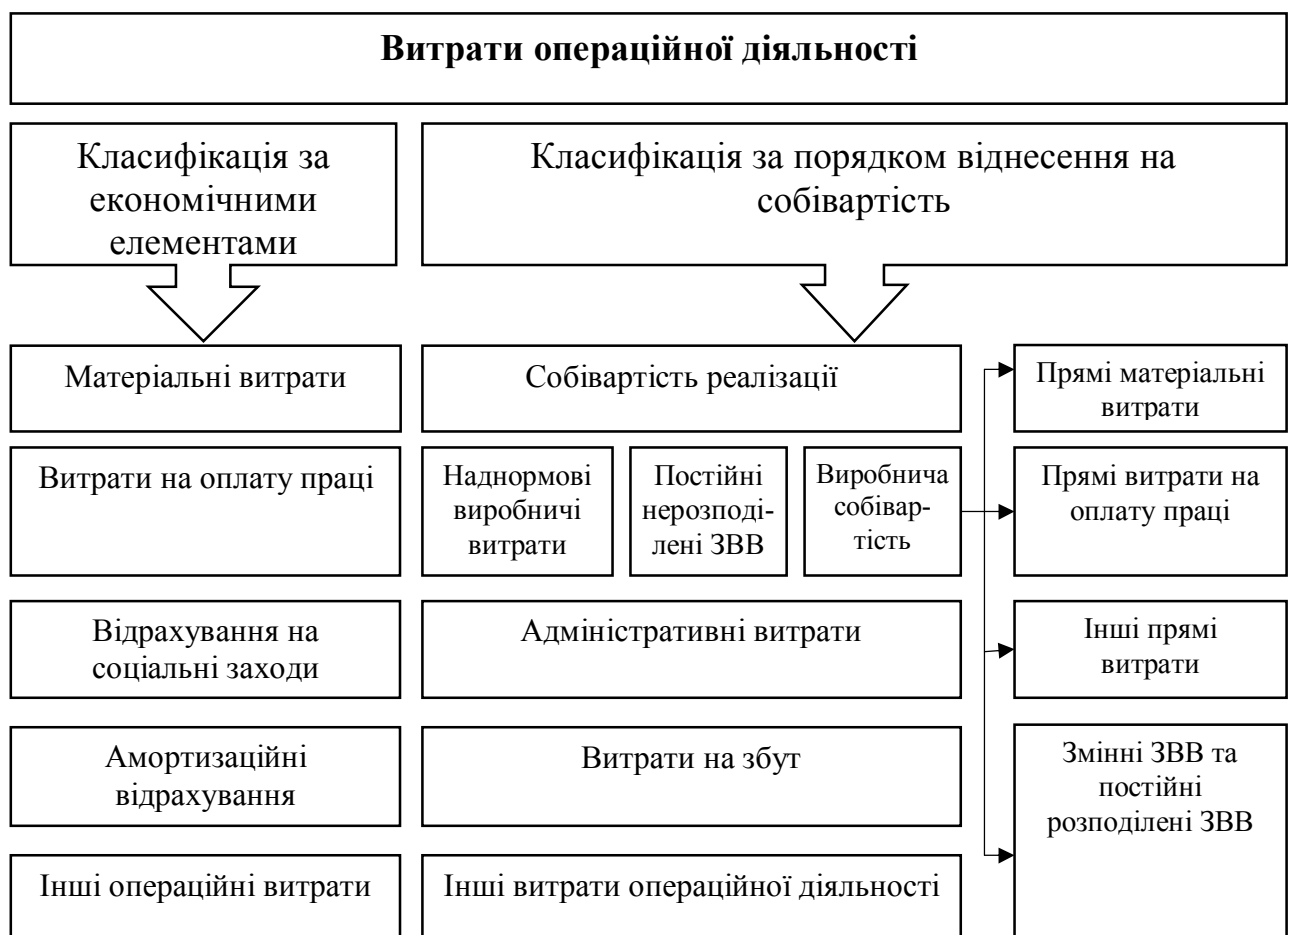 Витрати операційної діяльності
Класифікація за
економічними
елементами
Класифікація за порядком віднесення на
собівартість
Матеріальні витрати
Собівартість реалізації
Прямі матеріальні
витрати
Витрати на оплату праці
Наднормові
виробничі
витрати
Постійні
нерозподі-
лені ЗВВ
Виробнича
собівар-
тість
Прямі витрати на
оплату праці
Відрахування на
соціальні заходи
Адміністративні витрати
Інші прямі
витрати
Амортизаційні
відрахування
Витрати на збут
Змінні ЗВВ та
постійні
розподілені ЗВВ
Інші операційні витрати
Інші витрати операційної діяльності